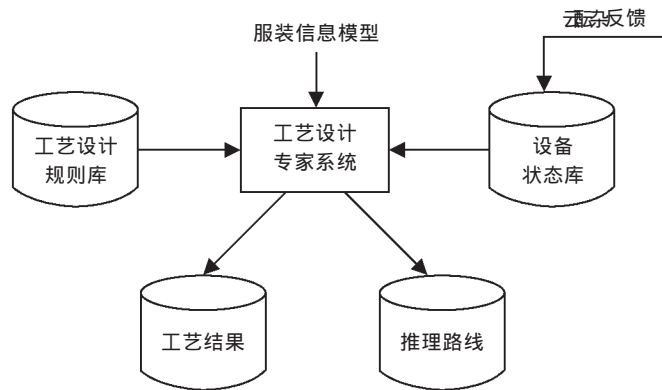 服装信息模型
反馈
工艺设计
规则库
工艺设计
专家系统
设备
状态库
工艺结果
推理路线